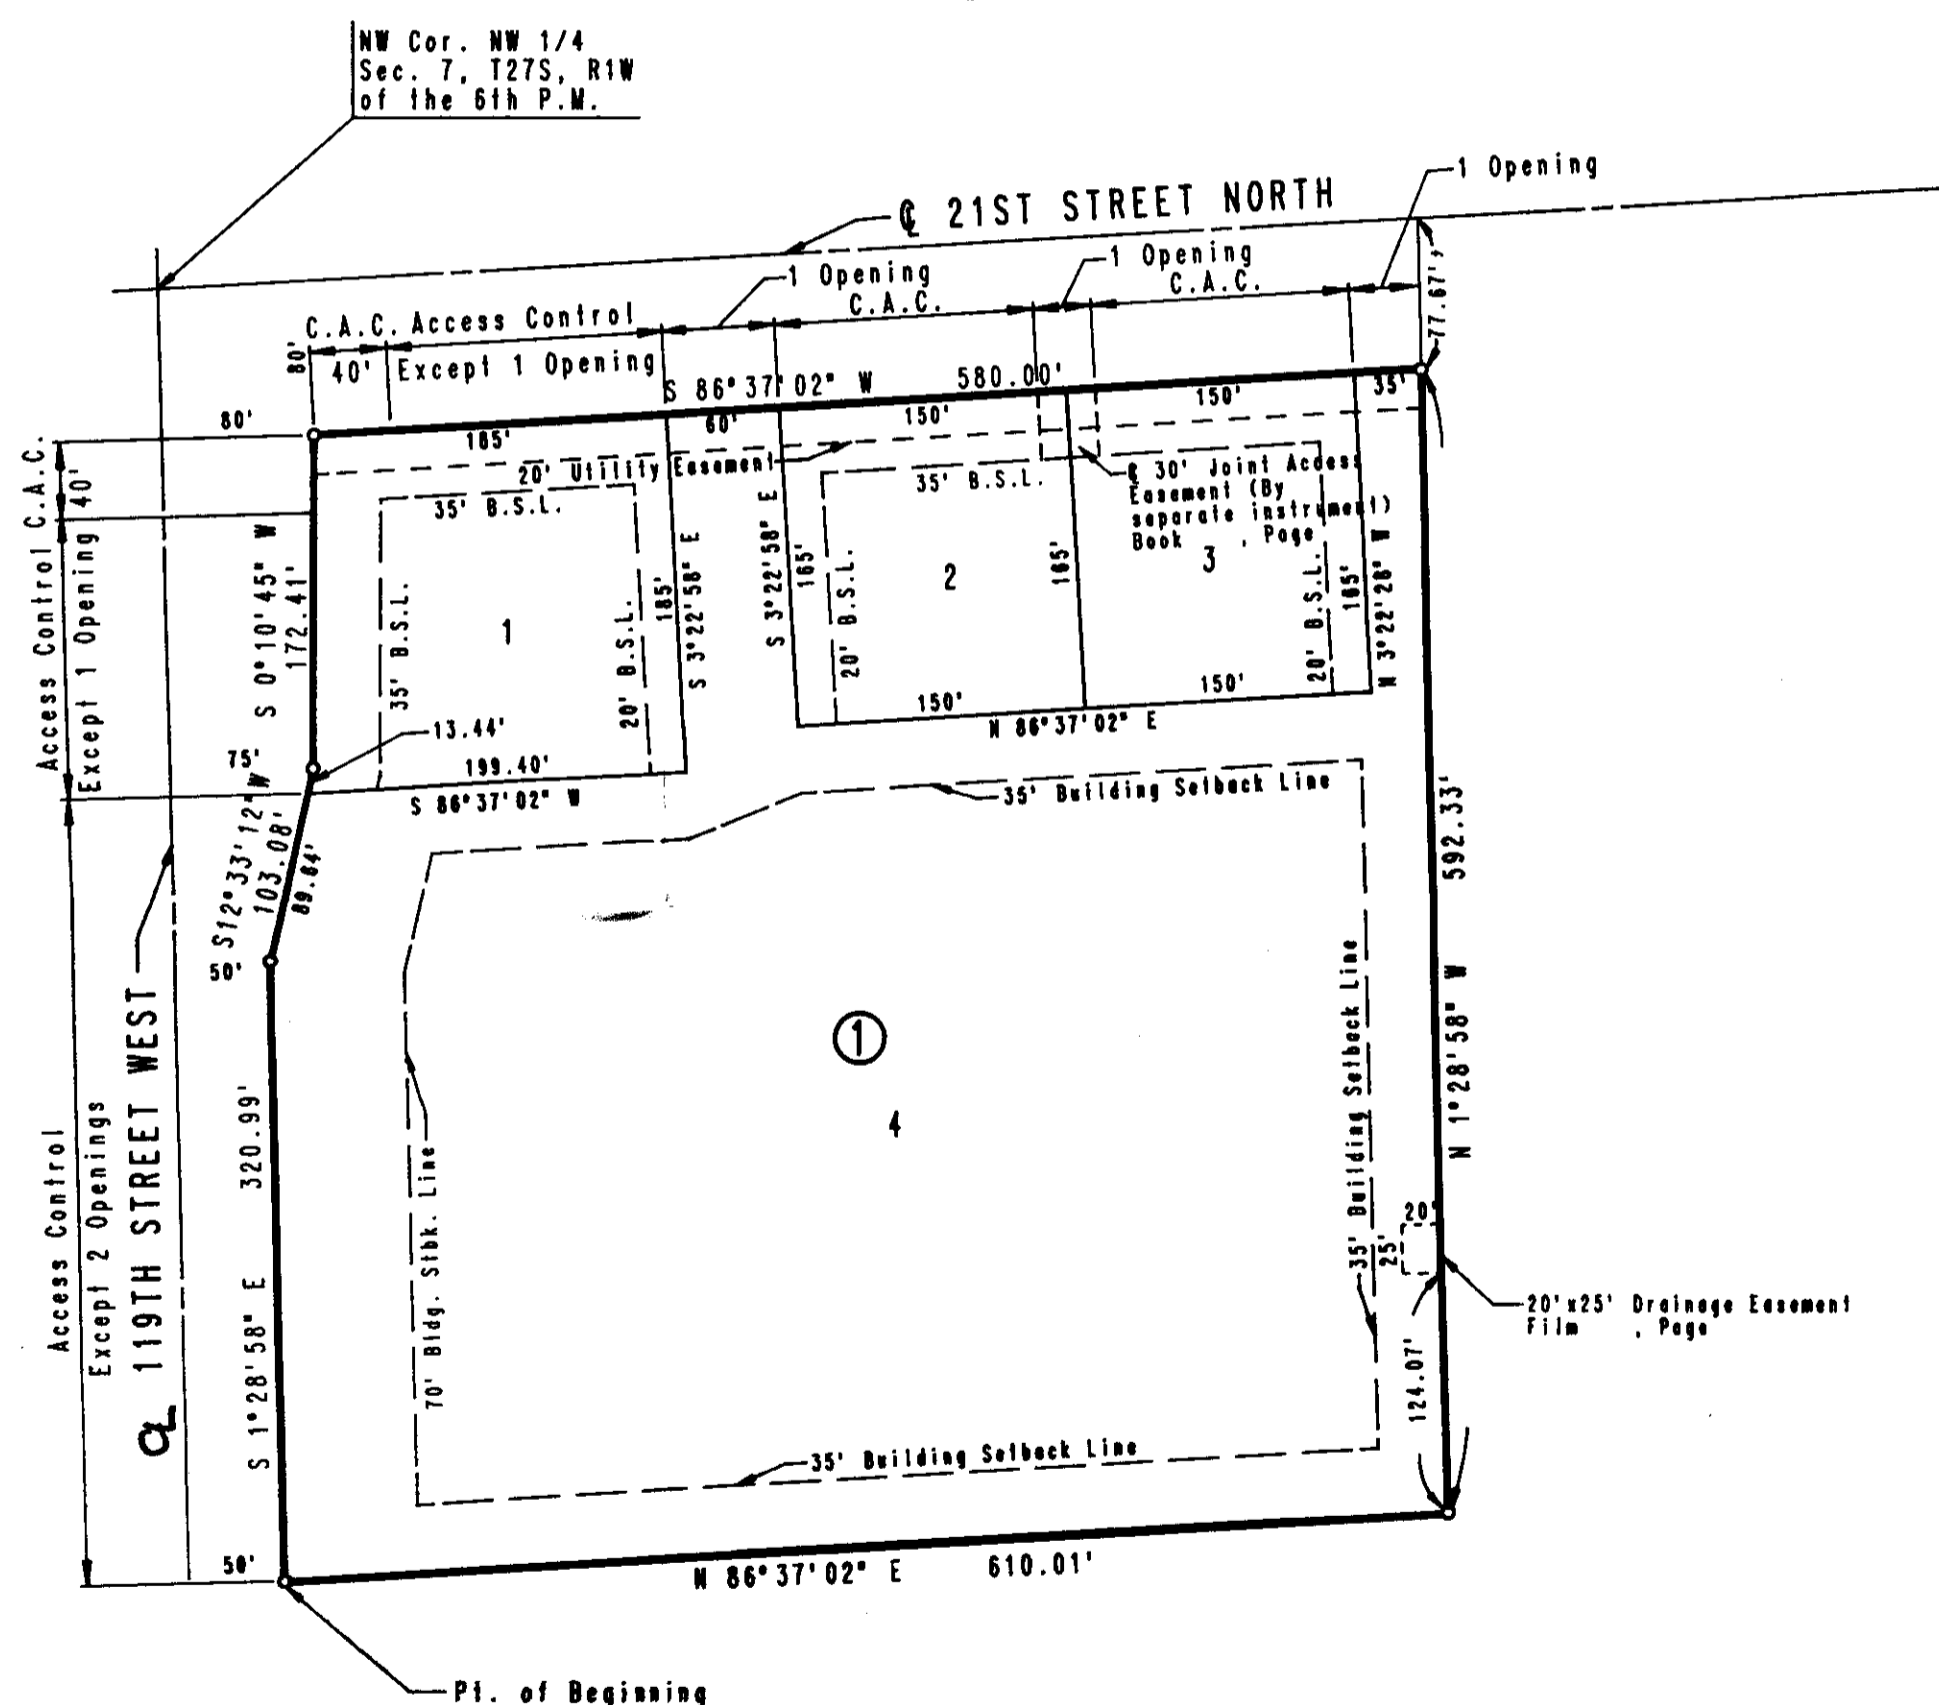 NW Cor. NW 1/4
Sec. 7, T27S, R1W
of the 6th P.M.
1 Opening
℄ 21ST STREET NORTH
1 Opening
C.A.C.
1 Opening
C.A.C.
77.67'±
C.A.C. Access Control
Except 1 Opening
80'
40'
S 86°37'02" W 580.00'
80'
185'
60'
150'
150'
35'
20' Utility Easement
35' B.S.L.
35' B.S.L.
℄ 30' Joint Access
Easement (By
separate instrument)
Book , Page
C.A.C.
40'
Access Control
Except 1 Opening
S 0°10'45" W
172.41'
35' B.S.L.
1
20' B.S.L.
185'
S 3°22'58" E
S 3°22'58" E
165'
20' B.S.L.
2
165'
3
20' B.S.L.
165'
N 3°22'28" W
150'
150'
N 86°37'02" E
13.44'
75'
199.40'
S 86°37'02" W
35' Building Setback Line
S12°33'12"W
103.08'
89.64'
50'
592.33'
N 1°28'58" W
35' Building Setback Line
1
4
℄ 119TH STREET WEST
Access Control
Except 2 Openings
320.99'
S 1°28'58" E
70' Bldg. Stbk. Line
20'
25'
20'x25' Drainage Easement
Film , Page
124.07'
35' Building Setback Line
50'
N 86°37'02" E 610.01'
Pt. of Beginning